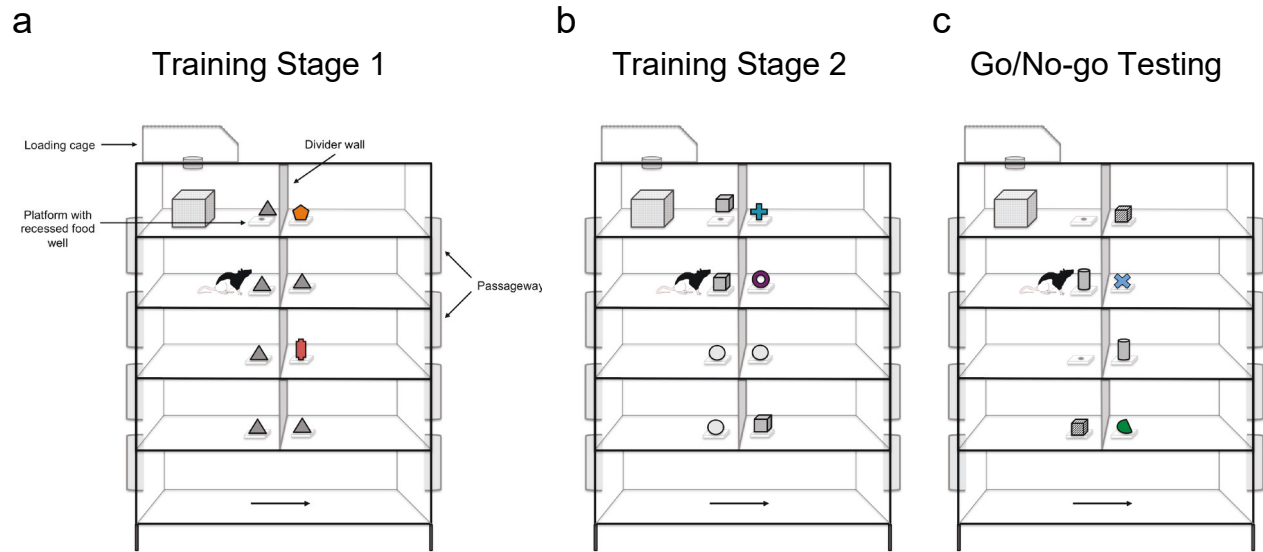 a
b
c
Training Stage 1
Training Stage 2
Go/No-go Testing
Loading cage
Divider wall
Platform with
recessed food
well
Passageway